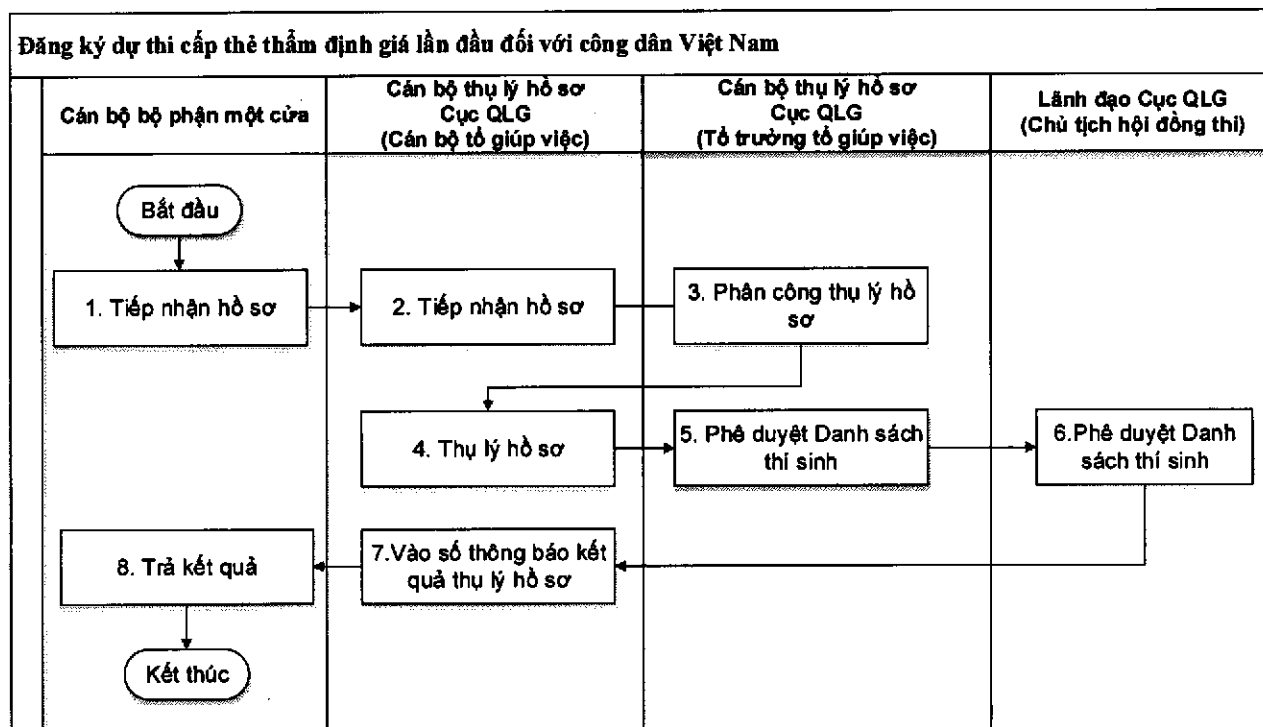 Đăng ký dự thi cấp thẻ thẩm định giá lần đầu đối với công dân Việt Nam
Cán bộ bộ phận một cửa
Cán bộ thụ lý hồ sơ
Cục QLG
(Cán bộ tổ giúp việc)
Cán bộ thụ lý hồ sơ
Cục QLG
(Tổ trưởng tổ giúp việc)
Lãnh đạo Cục QLG
(Chủ tịch hội đồng thi)
Bắt đầu
1. Tiếp nhận hồ sơ
2. Tiếp nhận hồ sơ
3. Phân công thụ lý hồ
sơ
4. Thụ lý hồ sơ
5. Phê duyệt Danh sách
thí sinh
6.Phê duyệt Danh
sách thí sinh
7.Vào số thông báo kết
quả thụ lý hồ sơ
8. Trả kết quả
Kết thúc